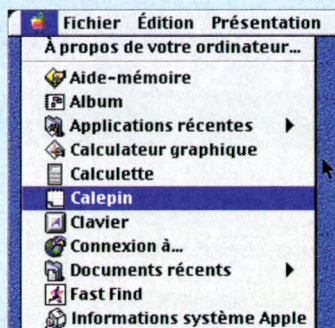 Fichier Édition Présentation
À propos de votre ordinateur...
Aide-mémoire
Album
Applications récentes
Calculateur graphique
Calculette
Calepin
Clavier
Connexion à...
Documents récents
Fast Find
Informations système Apple